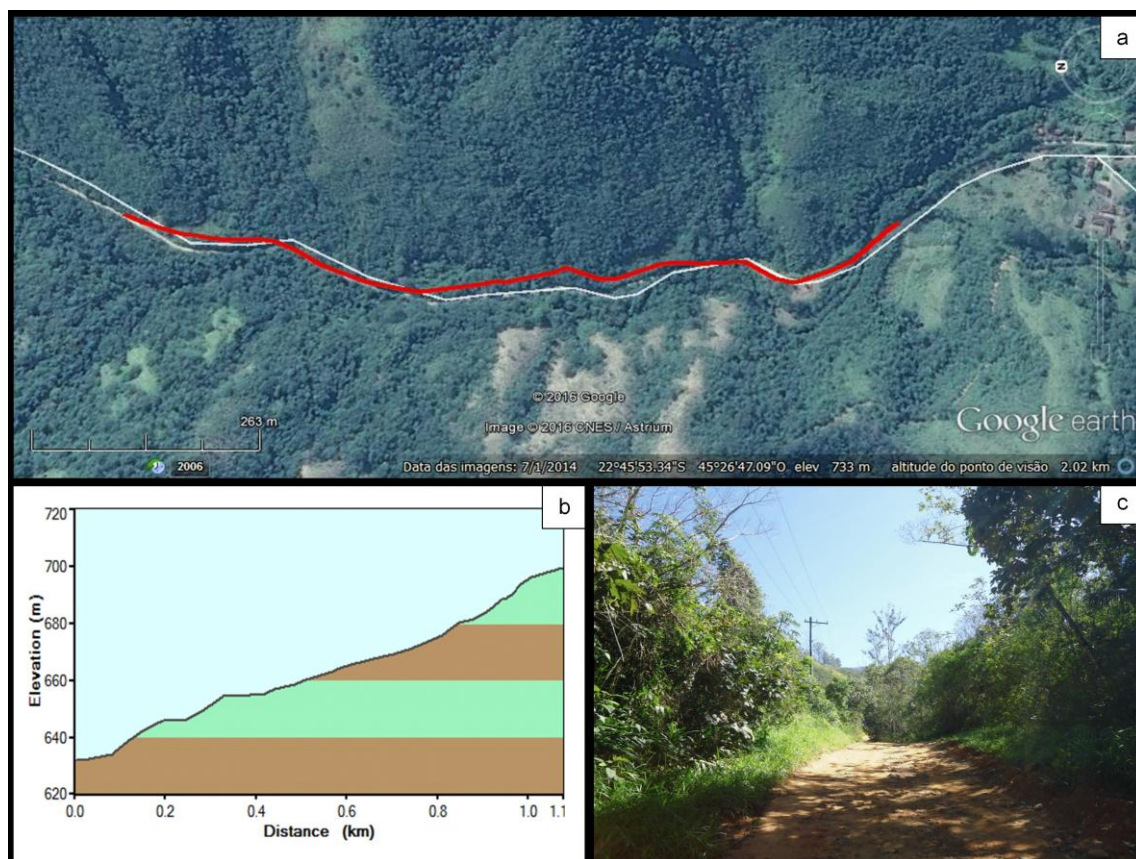 a
N
263 m
© 2016 Google
Image © 2016 CNES / Astrium
Google earth
2006
Data das imagens: 7/1/2014 22°45'53.34"S 45°26'47.09"O elev 733 m altitude do ponto de visão 2.02 km
b
720
700
680
660
640
620
Elevation (m)
0.0 0.2 0.4 0.6 0.8 1.0 1.1
Distance (km)
c